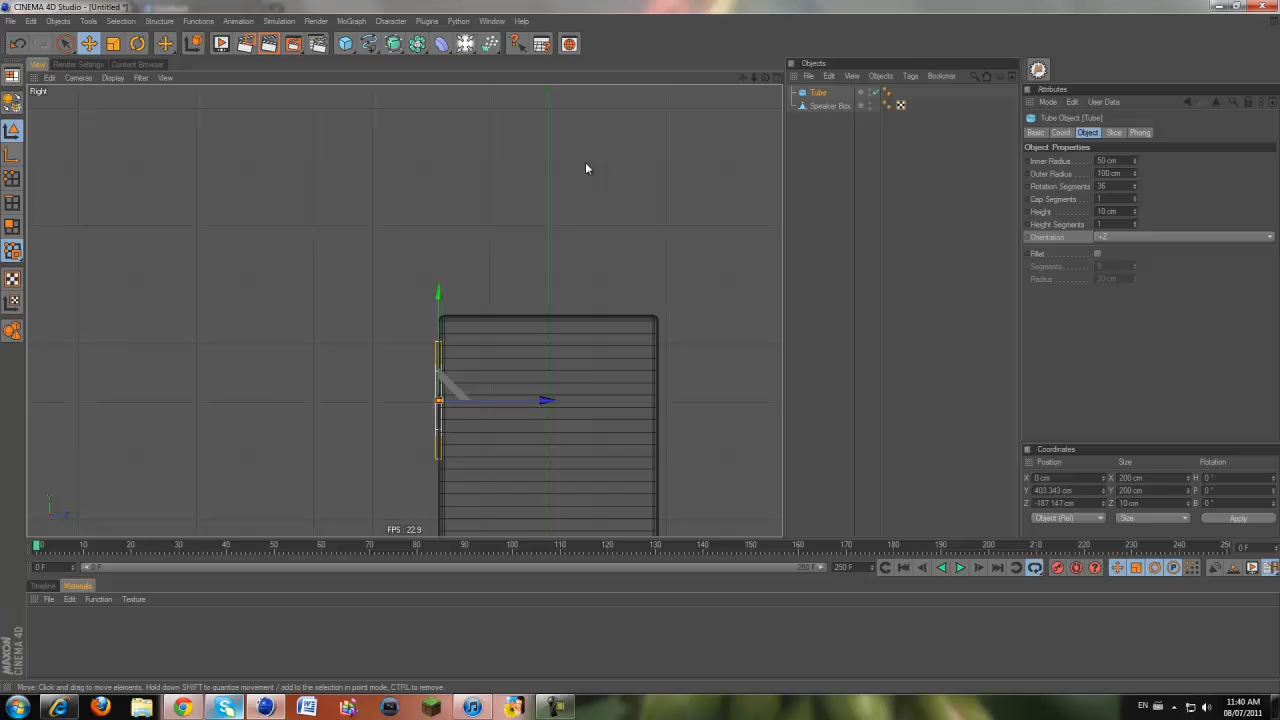 CINEMA 4D Studio - [Untitled *]
File Edit Objects Tools Selection Structure Functions Animation Simulation Render MoGraph Character Plugins Python Window Help
View Render Settings Content Browser
Edit Cameras Display Filter View
Right
FPS : 22.9
Objects
File Edit View Objects Tags Bookmar
Tube
Speaker Box
Attributes
Mode Edit User Data
Tube Object [Tube]
Basic Coord. Object Slice Phong
Object Properties
Inner Radius 50 cm
Outer Radius 100 cm
Rotation Segments 36
Cap Segments 1
Height 10 cm
Height Segments 1
Orientation +Z
Fillet
Segments 5
Radius 20 cm
Coordinates
Position Size Rotation
X 0 cm X 200 cm H 0 °
Y 403.343 cm Y 200 cm P 0 °
Z -187.147 cm Z 10 cm B 0 °
Object (Rel) Size Apply
0 10 20 30 40 50 60 70 80 90 100 110 120 130 140 150 160 170 180 190 200 210 220 230 240 25 0 F
0 F 0 F 250 F 250 F
Timeline Materials
File Edit Function Texture
MAXON CINEMA 4D
Move: Click and drag to move elements. Hold down SHIFT to quantize movement / add to the selection in point mode, CTRL to remove.
EN 11:40 AM
08/07/2011